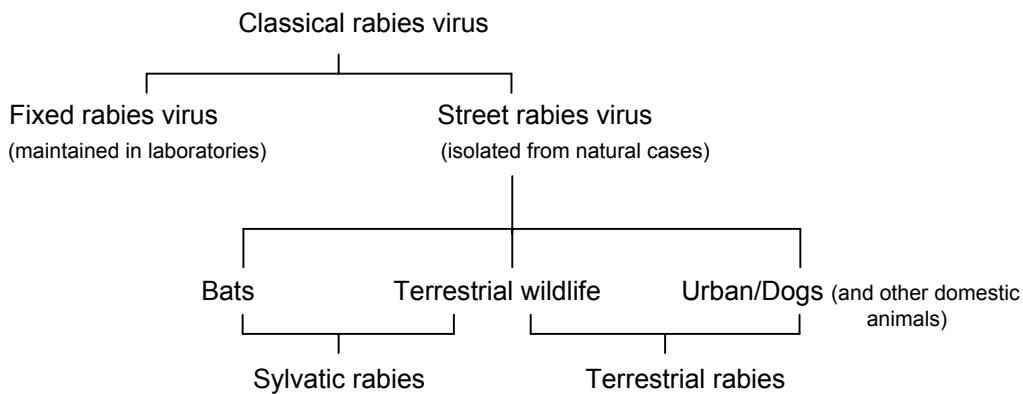 Classical rabies virus
Fixed rabies virus
(maintained in laboratories)
Street rabies virus
(isolated from natural cases)
Bats
Terrestrial wildlife
Urban/Dogs (and other domestic
animals)
Sylvatic rabies
Terrestrial rabies